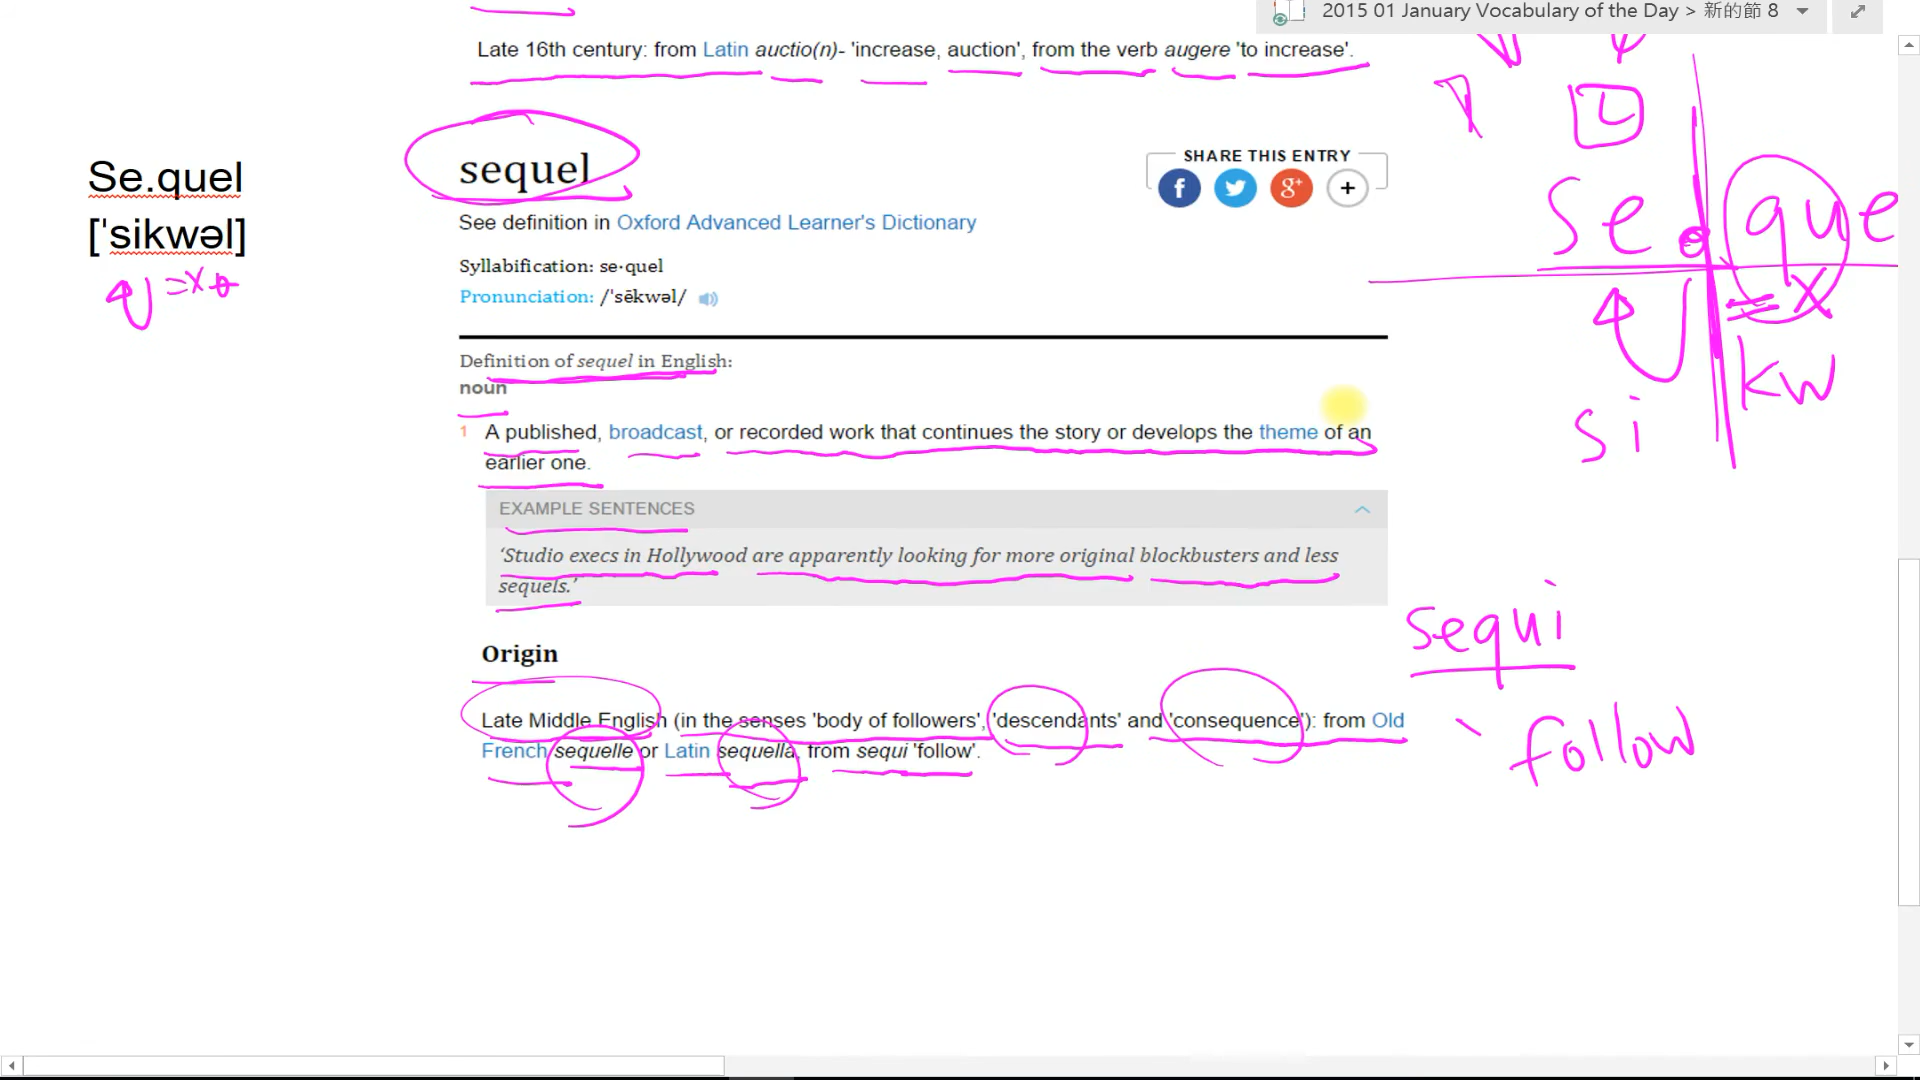 2015 01 January Vocabulary of the Day > 新的節 8
Late 16th century: from Latin auctio(n)- 'increase, auction', from the verb augere 'to increase'.
Se.quel
['sikwəl]
=x
sequel
SHARE THIS ENTRY
See definition in Oxford Advanced Learner's Dictionary
Syllabification: se·quel
Pronunciation: /ˈsēkwəl/
Se.que
=x
kw
si
Definition of sequel in English:
noun
1 A published, broadcast, or recorded work that continues the story or develops the theme of an
earlier one.
EXAMPLE SENTENCES
‘Studio execs in Hollywood are apparently looking for more original blockbusters and less
sequels.’
sequi
follow
Origin
Late Middle English (in the senses 'body of followers', 'descendants' and 'consequence'): from Old
French sequelle or Latin sequella, from sequi 'follow'.